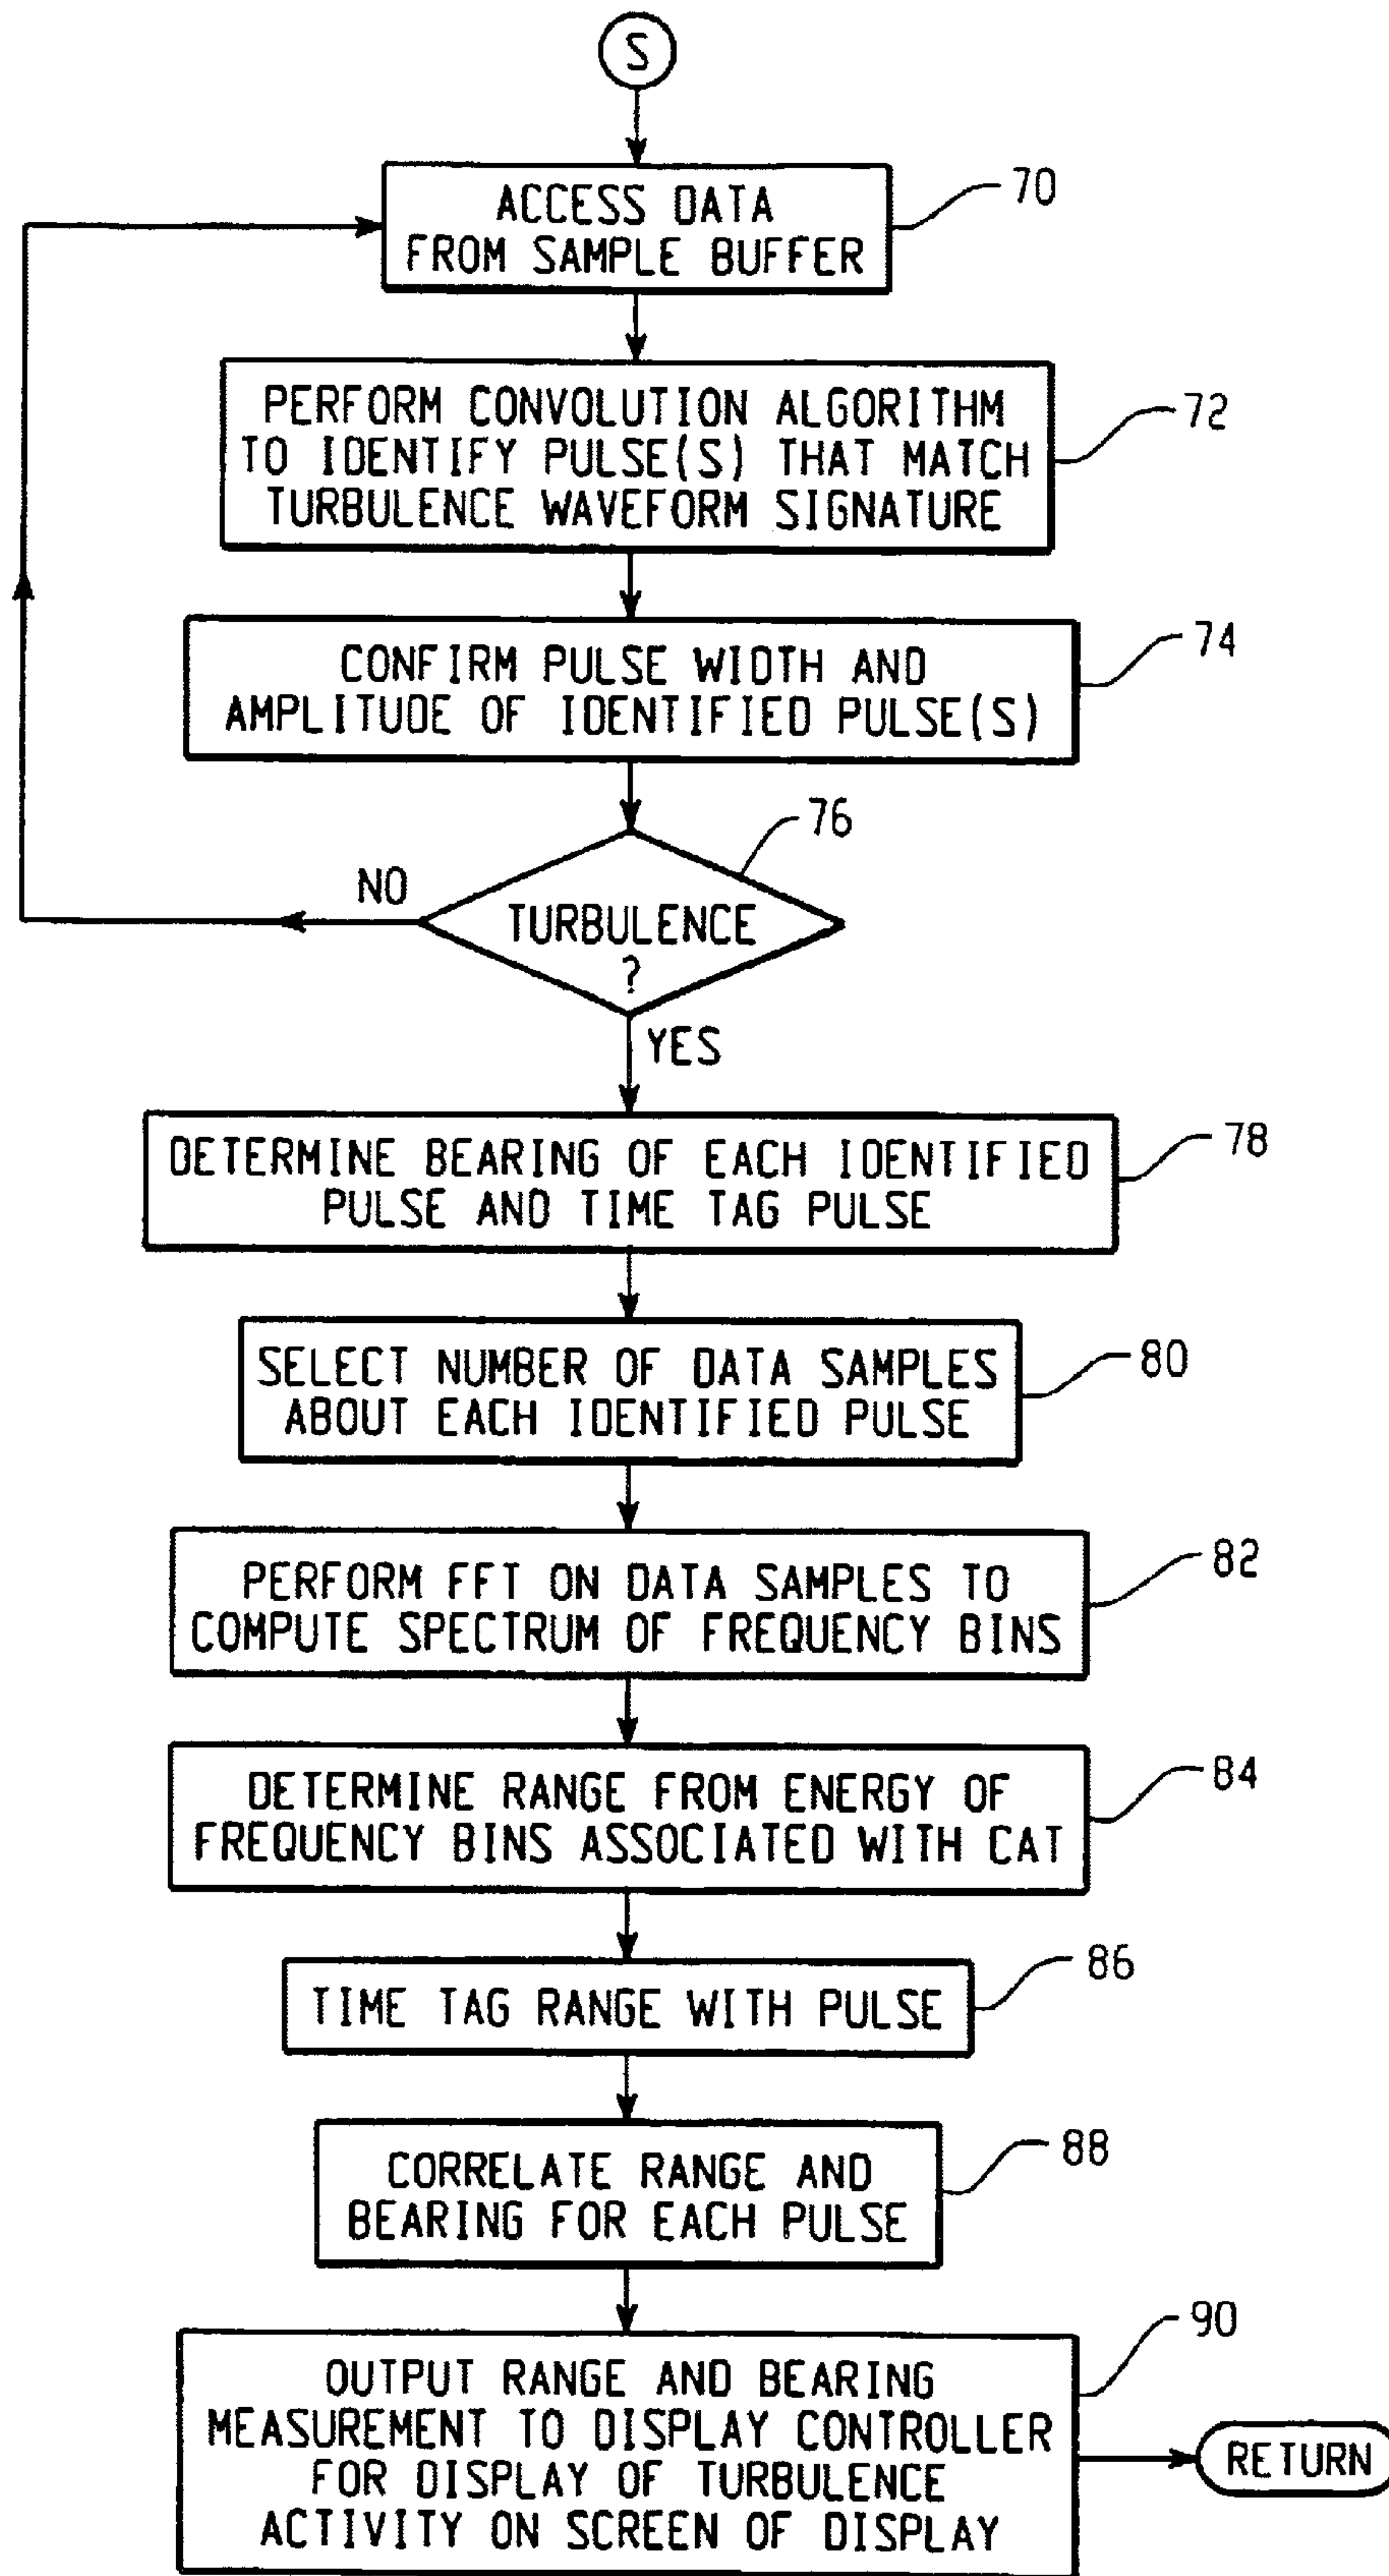 S
ACCESS DATA
FROM SAMPLE BUFFER
70
PERFORM CONVOLUTION ALGORITHM
TO IDENTIFY PULSE(S) THAT MATCH
TURBULENCE WAVEFORM SIGNATURE
72
CONFIRM PULSE WIDTH AND
AMPLITUDE OF IDENTIFIED PULSE(S)
74
76
NO
TURBULENCE
?
YES
DETERMINE BEARING OF EACH IDENTIFIED
PULSE AND TIME TAG PULSE
78
SELECT NUMBER OF DATA SAMPLES
ABOUT EACH IDENTIFIED PULSE
80
PERFORM FFT ON DATA SAMPLES TO
COMPUTE SPECTRUM OF FREQUENCY BINS
82
DETERMINE RANGE FROM ENERGY OF
FREQUENCY BINS ASSOCIATED WITH CAT
84
TIME TAG RANGE WITH PULSE
86
CORRELATE RANGE AND
BEARING FOR EACH PULSE
88
OUTPUT RANGE AND BEARING
MEASUREMENT TO DISPLAY CONTROLLER
FOR DISPLAY OF TURBULENCE
ACTIVITY ON SCREEN OF DISPLAY
90
RETURN